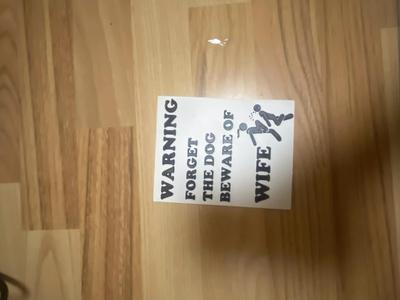 WARNING
FORGET
THE DOG
BEWARE OF
WIFE